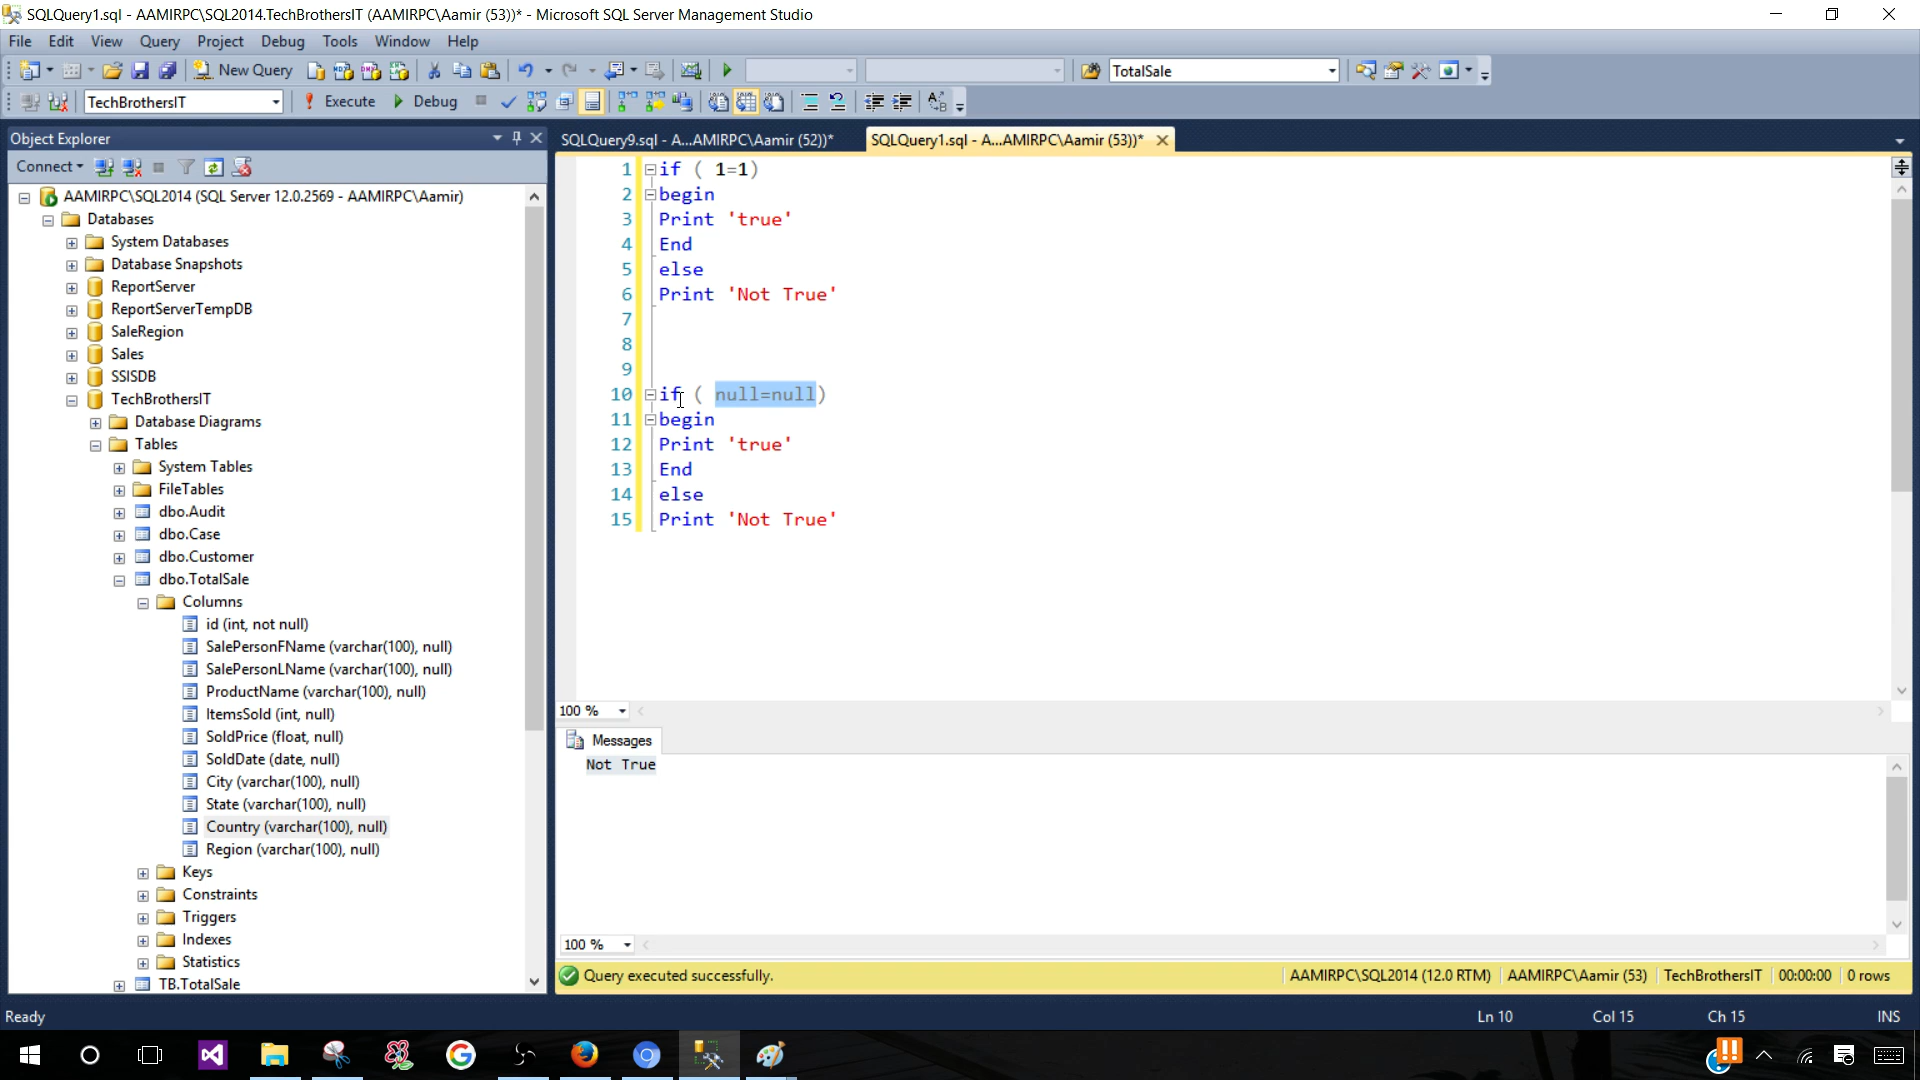 SQLQuery1.sql - AAMIRPC\SQL2014.TechBrothersIT (AAMIRPC\Aamir (53))* - Microsoft SQL Server Management Studio
File Edit View Query Project Debug Tools Window Help
New Query TotalSale
TechBrothersIT Execute Debug
Object Explorer
Connect
AAMIRPC\SQL2014 (SQL Server 12.0.2569 - AAMIRPC\Aamir)
Databases
System Databases
Database Snapshots
ReportServer
ReportServerTempDB
SaleRegion
Sales
SSISDB
TechBrothersIT
Database Diagrams
Tables
System Tables
FileTables
dbo.Audit
dbo.Case
dbo.Customer
dbo.TotalSale
Columns
id (int, not null)
SalePersonFName (varchar(100), null)
SalePersonLName (varchar(100), null)
ProductName (varchar(100), null)
ItemsSold (int, null)
SoldPrice (float, null)
SoldDate (date, null)
City (varchar(100), null)
State (varchar(100), null)
Country (varchar(100), null)
Region (varchar(100), null)
Keys
Constraints
Triggers
Indexes
Statistics
TB.TotalSale
SQLQuery9.sql - A...AMIRPC\Aamir (52))* SQLQuery1.sql - A...AMIRPC\Aamir (53))*
1 if ( 1=1)
2 begin
3 Print 'true'
4 End
5 else
6 Print 'Not True'
7
8
9
10 if ( null=null)
11 begin
12 Print 'true'
13 End
14 else
15 Print 'Not True'
100 %
Messages
Not True
100 %
Query executed successfully. AAMIRPC\SQL2014 (12.0 RTM) AAMIRPC\Aamir (53) TechBrothersIT 00:00:00 0 rows
Ready Ln 10 Col 15 Ch 15 INS